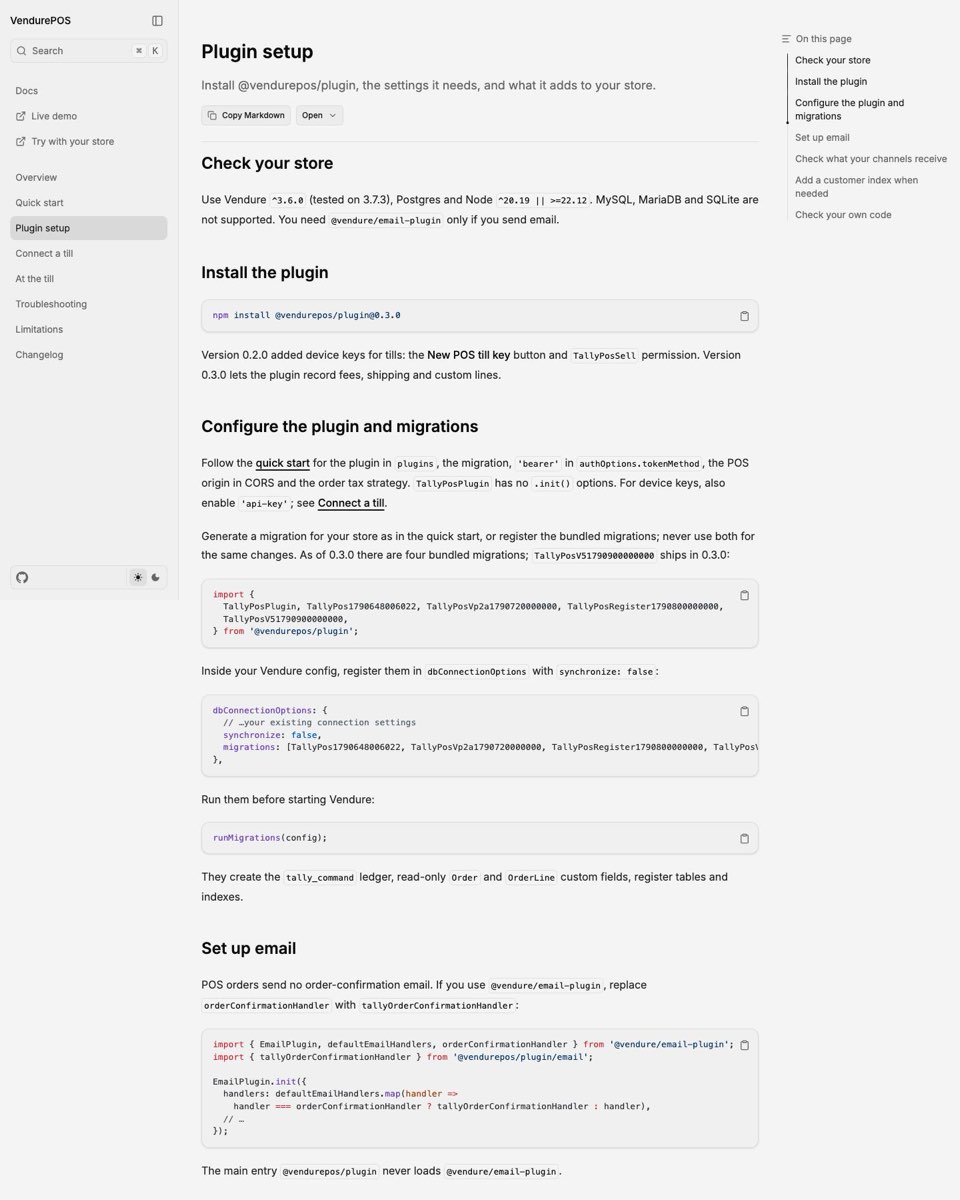 VendurePOS
Search
⌘ K
Docs
Live demo
Try with your store
Overview
Quick start
Plugin setup
Connect a till
At the till
Troubleshooting
Limitations
Changelog
Plugin setup
Install @vendurepos/plugin, the settings it needs, and what it adds to your store.
Copy Markdown
Open
Check your store
Use Vendure ^3.6.0 (tested on 3.7.3), Postgres and Node ^20.19 || >=22.12. MySQL, MariaDB and SQLite are
not supported. You need @vendure/email-plugin only if you send email.
Install the plugin
npm install @vendurepos/plugin@0.3.0
Version 0.2.0 added device keys for tills: the New POS till key button and TallyPosSell permission. Version
0.3.0 lets the plugin record fees, shipping and custom lines.
Configure the plugin and migrations
Follow the quick start for the plugin in plugins, the migration, 'bearer' in authOptions.tokenMethod, the POS
origin in CORS and the order tax strategy. TallyPosPlugin has no .init() options. For device keys, also
enable 'api-key'; see Connect a till.
Generate a migration for your store as in the quick start, or register the bundled migrations; never use both for
the same changes. As of 0.3.0 there are four bundled migrations; TallyPosV51790900000000 ships in 0.3.0:
import {
  TallyPosPlugin, TallyPos1790648006022, TallyPosVp2a1790720000000, TallyPosRegister1790800000000,
  TallyPosV51790900000000,
} from '@vendurepos/plugin';
Inside your Vendure config, register them in dbConnectionOptions with synchronize: false:
dbConnectionOptions: {
  // …your existing connection settings
  synchronize: false,
  migrations: [TallyPos1790648006022, TallyPosVp2a1790720000000, TallyPosRegister1790800000000, TallyPosV
},
Run them before starting Vendure:
runMigrations(config);
They create the tally_command ledger, read-only Order and OrderLine custom fields, register tables and
indexes.
Set up email
POS orders send no order-confirmation email. If you use @vendure/email-plugin, replace
orderConfirmationHandler with tallyOrderConfirmationHandler:
import { EmailPlugin, defaultEmailHandlers, orderConfirmationHandler } from '@vendure/email-plugin';
import { tallyOrderConfirmationHandler } from '@vendurepos/plugin/email';
EmailPlugin.init({
  handlers: defaultEmailHandlers.map(handler =>
    handler === orderConfirmationHandler ? tallyOrderConfirmationHandler : handler),
  // …
});
The main entry @vendurepos/plugin never loads @vendure/email-plugin.
On this page
Check your store
Install the plugin
Configure the plugin and
migrations
Set up email
Check what your channels receive
Add a customer index when
needed
Check your own code